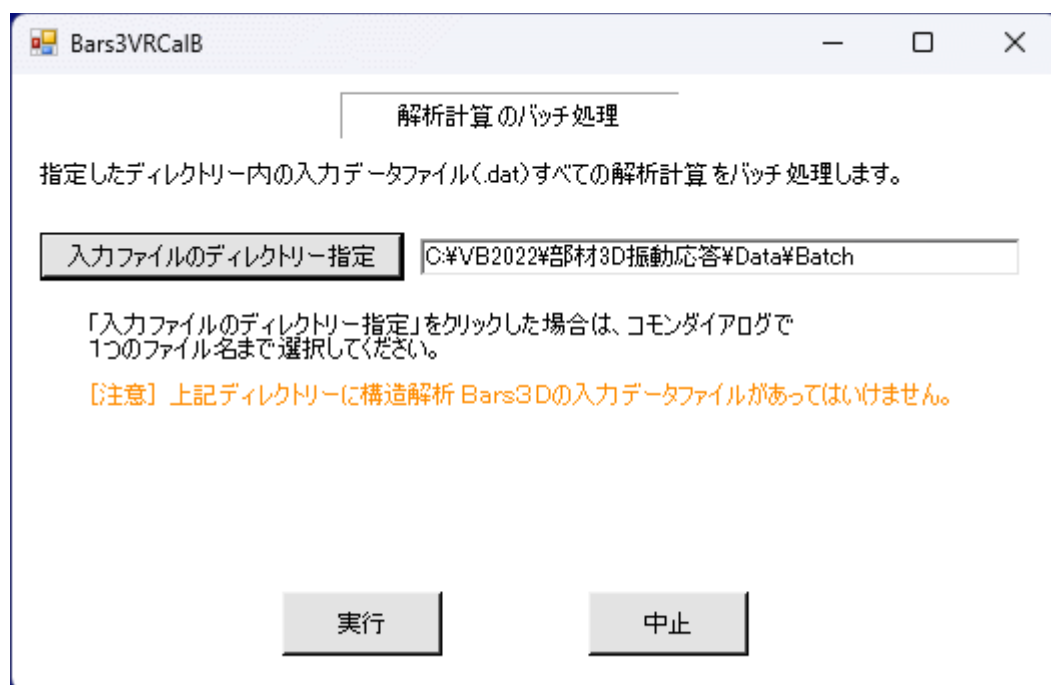 Bars3VRCalB
解析計算のバッチ処理
指定したディレクトリー内の入力データファイル(.dat)すべての解析計算をバッチ処理します。
入力ファイルのディレクトリー指定 C:¥VB2022¥部材3D振動応答¥Data¥Batch
「入力ファイルのディレクトリー指定」をクリックした場合は、コモンダイアログで
1つのファイル名まで選択してください。
[注意] 上記ディレクトリーに構造解析Bars3Dの入力データファイルがあってはいけません。
実行 中止